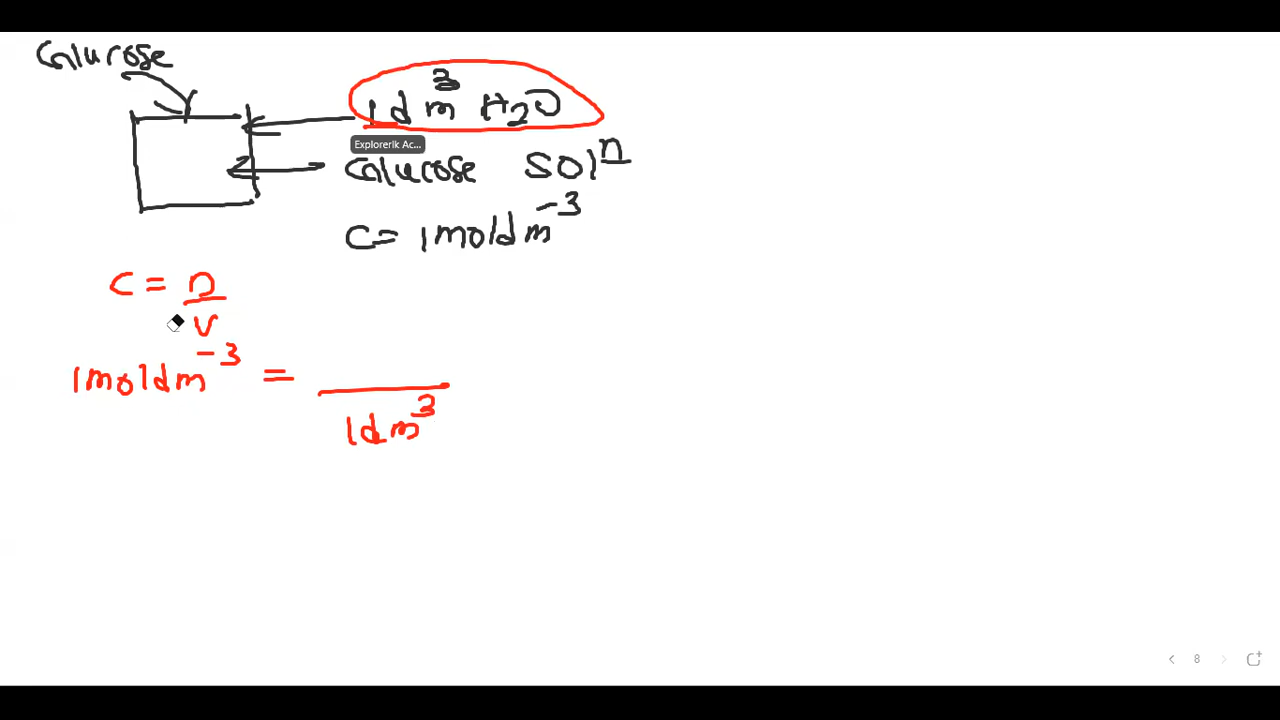 Glucose
1dm³ H2O
Explorerik Ac...
Glucose Solⁿ
C= 1moldm⁻³
C = n
V
1moldm⁻³ =
1dm³
8